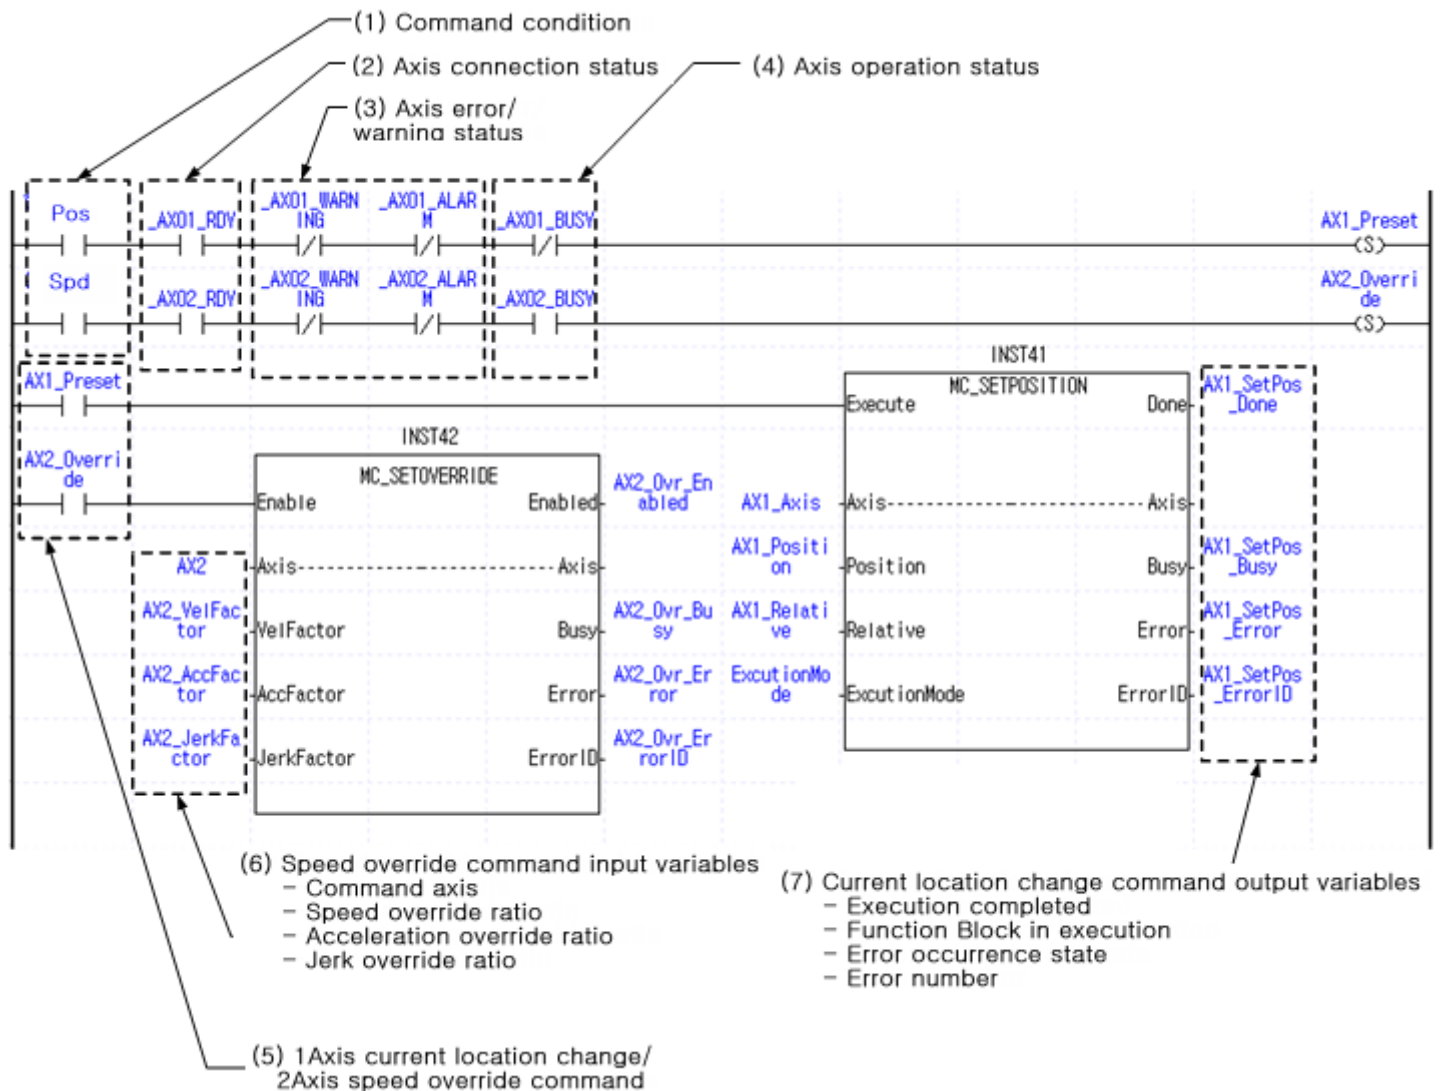 (1) Command condition
(2) Axis connection status
(4) Axis operation status
(3) Axis error/
warning status
Pos
_AX01_RDY
_AX01_WARN
ING
_AX01_ALAR
M
_AX01_BUSY
AX1_Preset
(S)
Spd
_AX02_RDY
_AX02_WARN
ING
_AX02_ALAR
M
_AX02_BUSY
AX2_Overri
de
(S)
AX1_Preset
INST41
MC_SETPOSITION
Execute
Done
AX1_SetPos
_Done
AX2_Overri
de
INST42
MC_SETOVERRIDE
Enable
Enabled
AX2_Ovr_En
abled
AX1_Axis
Axis
Axis
AX2
Axis
Axis
AX1_Positi
on
Position
Busy
AX1_SetPos
_Busy
AX2_VelFac
tor
VelFactor
Busy
AX2_Ovr_Bu
sy
AX1_Relati
ve
Relative
Error
AX1_SetPos
_Error
AX2_AccFac
tor
AccFactor
Error
AX2_Ovr_Er
ror
ExcutionMo
de
ExcutionMode
ErrorID
AX1_SetPos
_ErrorID
AX2_JerkFa
ctor
JerkFactor
ErrorID
AX2_Ovr_Er
rorID
(6) Speed override command input variables
- Command axis
- Speed override ratio
- Acceleration override ratio
- Jerk override ratio
(7) Current location change command output variables
- Execution completed
- Function Block in execution
- Error occurrence state
- Error number
(5) 1Axis current location change/
2Axis speed override command